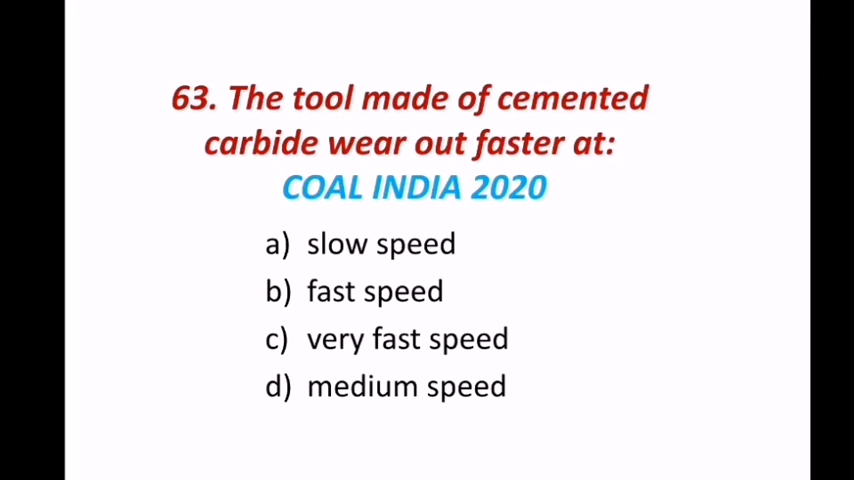 63. The tool made of cemented
carbide wear out faster at:
COAL INDIA 2020
a) slow speed
b) fast speed
c) very fast speed
d) medium speed